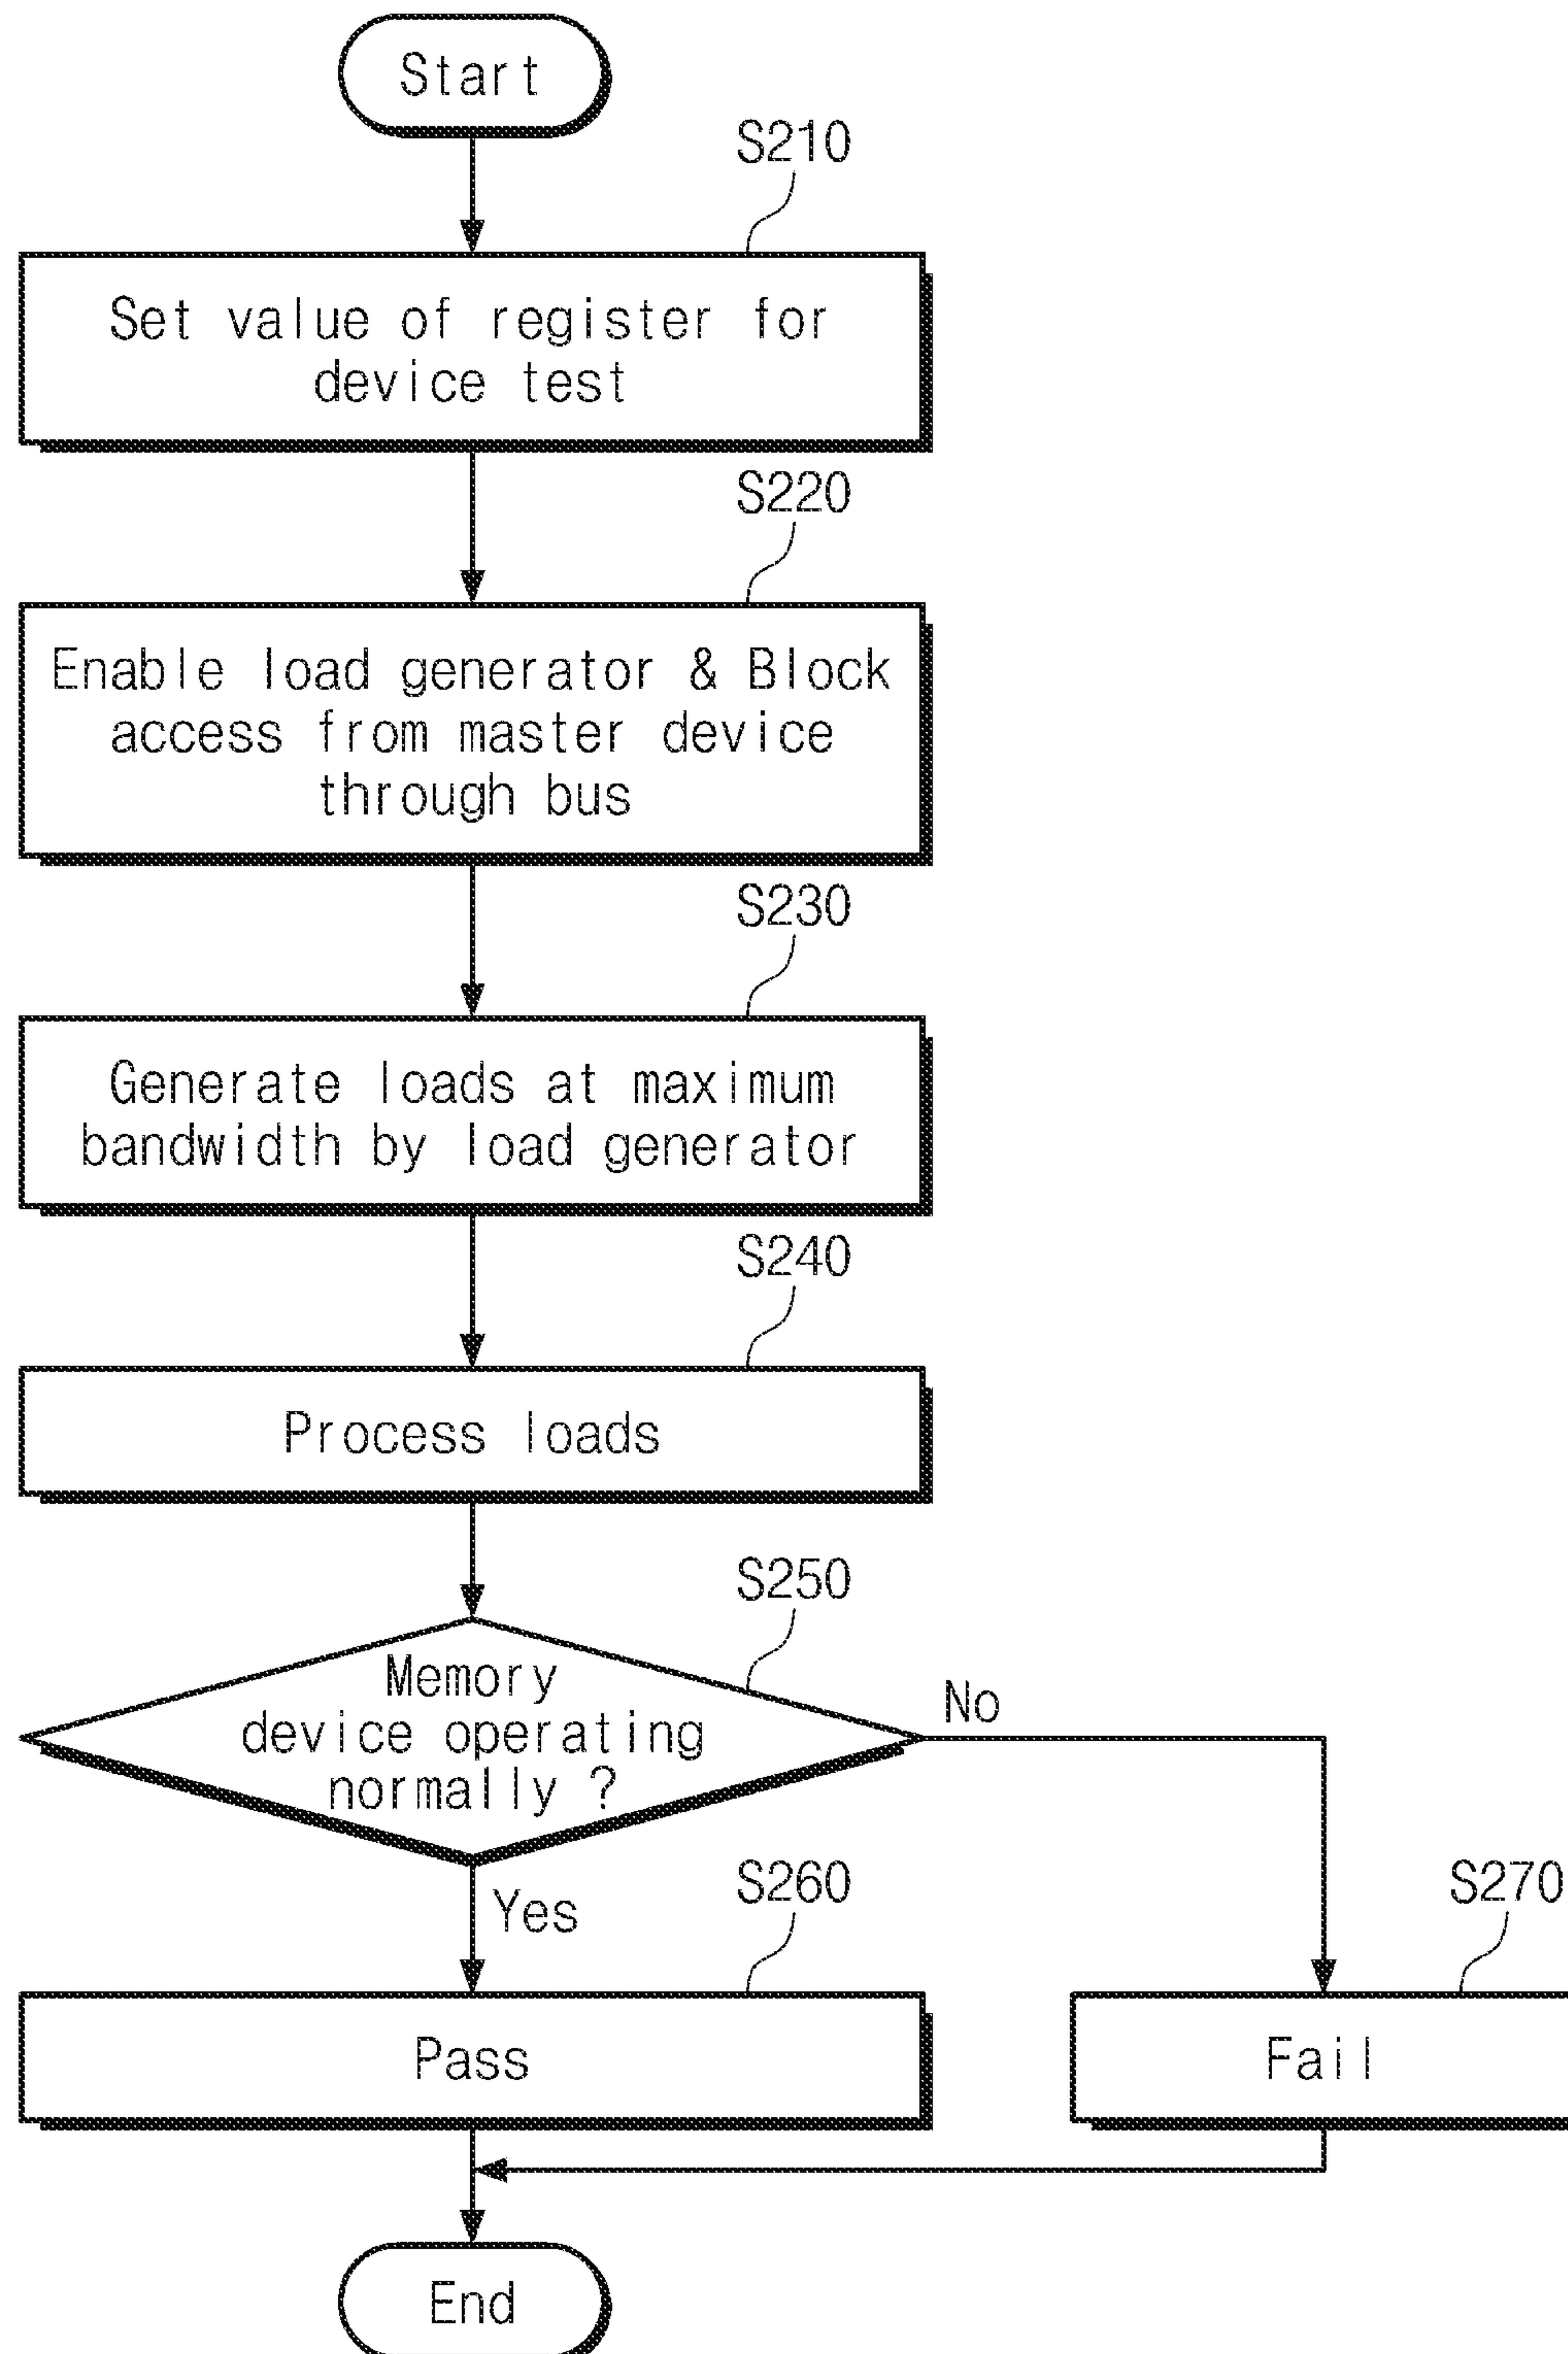 Start
S210
Set value of register for
device test
S220
Enable load generator & Block
access from master device
through bus
S230
Generate loads at maximum
bandwidth by load generator
S240
Process loads
S250
Memory
device operating
normally ?
No
Yes
S260
S270
Pass
Fail
End